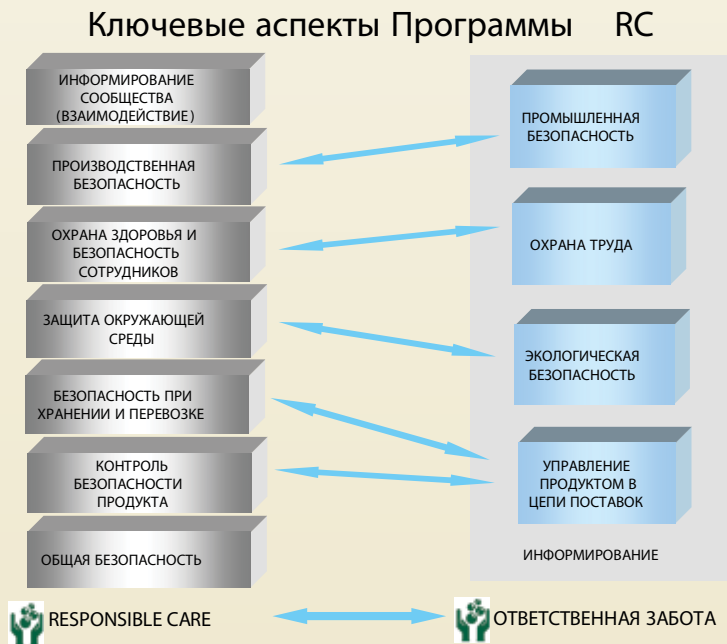 Ключевые аспекты Программы RC
ИНФОРМИРОВАНИЕ
СООБЩЕСТВА
(ВЗАИМОДЕЙСТВИЕ)
ПРОИЗВОДСТВЕННАЯ
БЕЗОПАСНОСТЬ
ОХРАНА ЗДОРОВЬЯ И
БЕЗОПАСНОСТЬ
СОТРУДНИКОВ
ЗАЩИТА ОКРУЖАЮЩЕЙ
СРЕДЫ
БЕЗОПАСНОСТЬ ПРИ
ХРАНЕНИИ И ПЕРЕВОЗКЕ
КОНТРОЛЬ
БЕЗОПАСНОСТИ
ПРОДУКТА
ОБЩАЯ БЕЗОПАСНОСТЬ
ПРОМЫШЛЕННАЯ
БЕЗОПАСНОСТЬ
ОХРАНА ТРУДА
ЭКОЛОГИЧЕСКАЯ
БЕЗОПАСНОСТЬ
УПРАВЛЕНИЕ
ПРОДУКТОМ В
ЦЕПИ ПОСТАВОК
ИНФОРМИРОВАНИЕ
RESPONSIBLE CARE
ОТВЕТСТВЕННАЯ ЗАБОТА